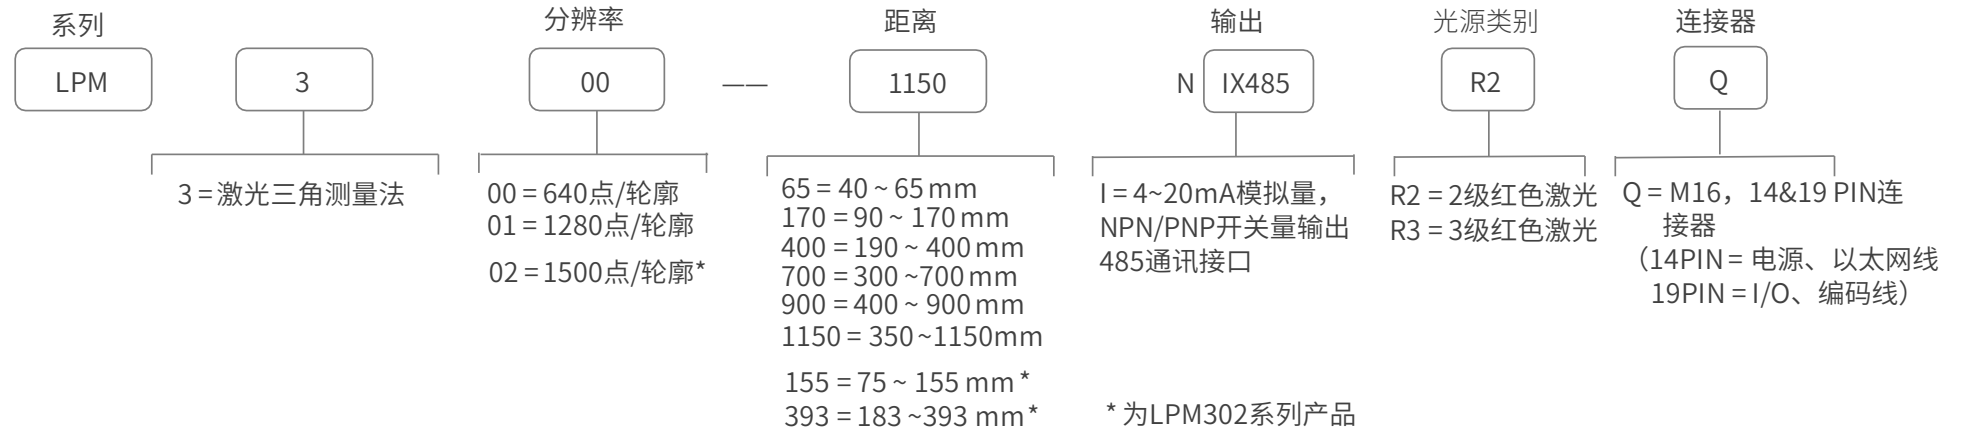 系列
分辨率
距离
输出
光源类别
连接器
LPM
3
00
——
1150
N IX485
R2
Q
3 = 激光三角测量法
00 = 640点/轮廓
01 = 1280点/轮廓
02 = 1500点/轮廓*
65 = 40 ~ 65 mm
170 = 90 ~ 170 mm
400 = 190 ~ 400 mm
700 = 300 ~700 mm
900 = 400 ~ 900 mm
1150 = 350 ~1150mm
155 = 75 ~ 155 mm *
393 = 183 ~393 mm *
I = 4~20mA模拟量，
NPN/PNP开关量输出
485通讯接口
* 为LPM302系列产品
R2 = 2级红色激光
R3 = 3级红色激光
Q = M16，14&19 PIN连
接器
（14PIN = 电源、以太网线
19PIN = I/O、编码线）